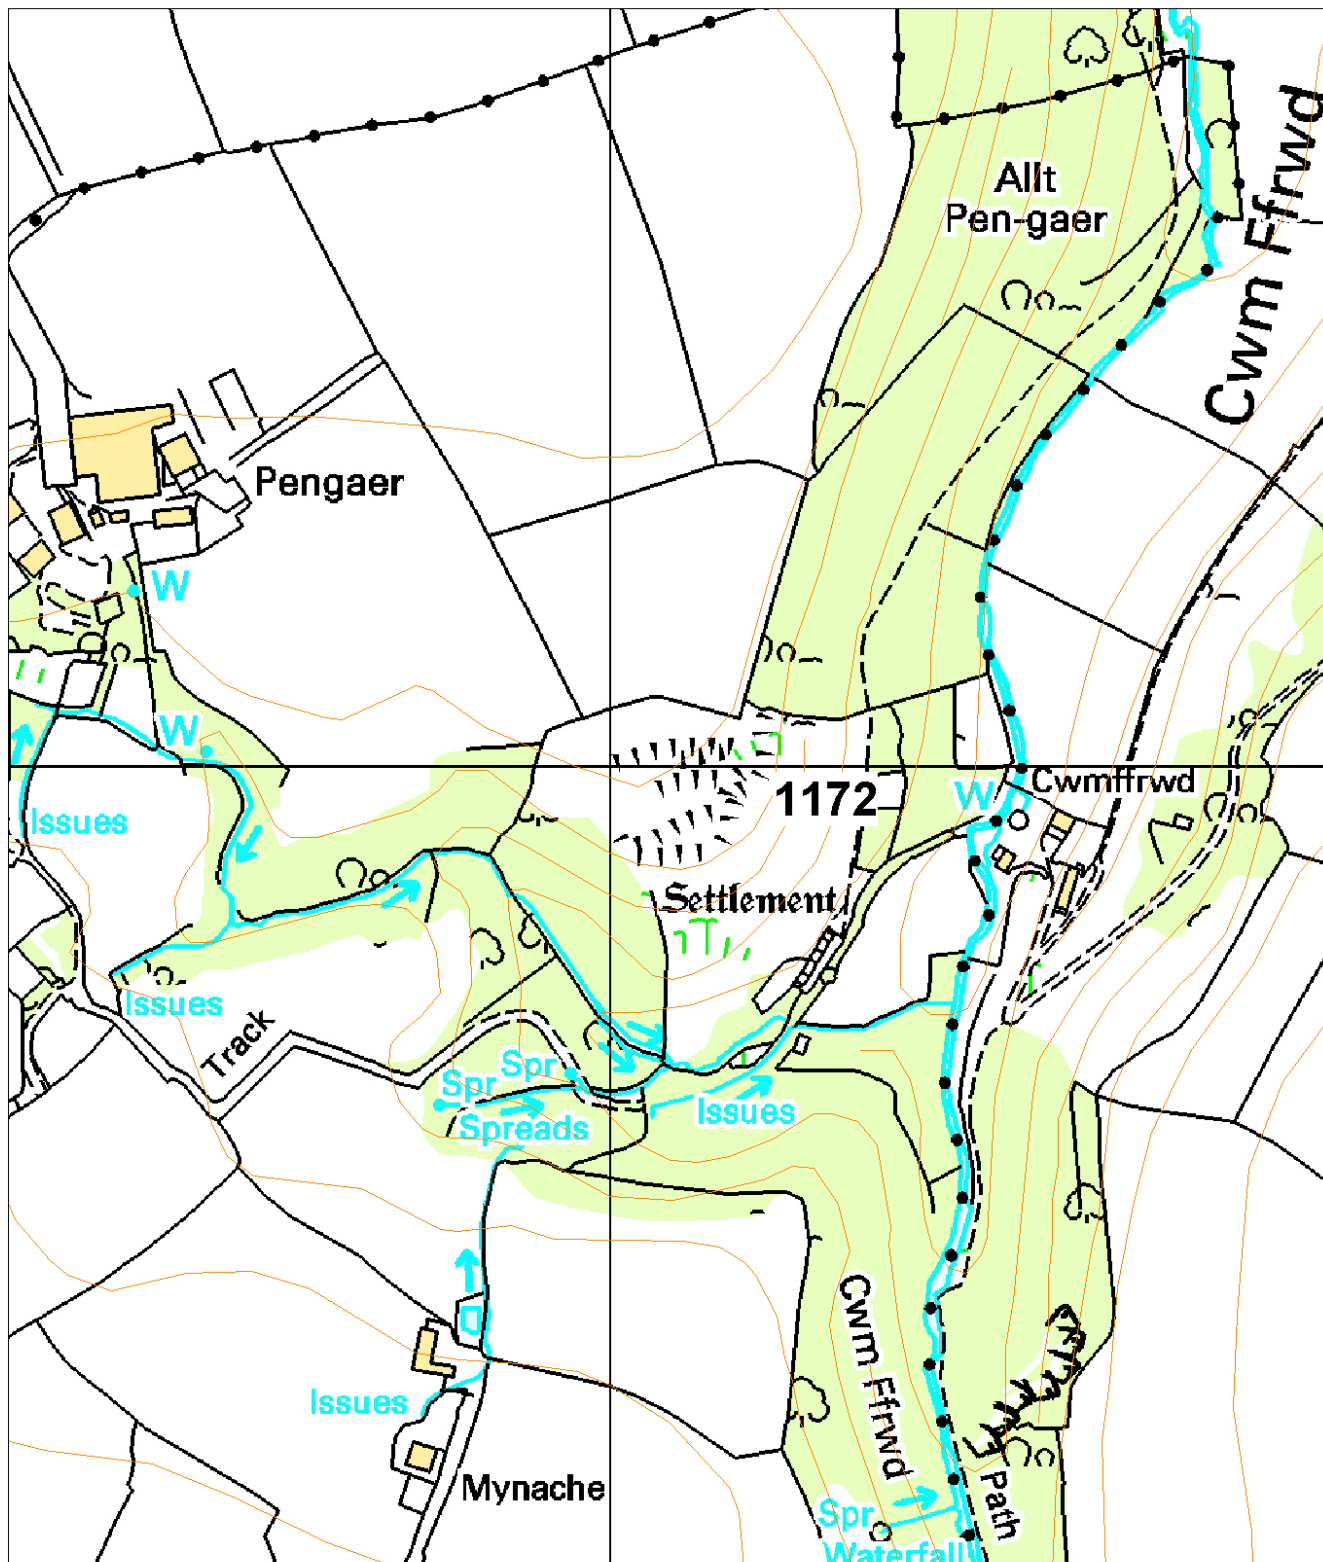 Allt
Pen-gaer
Cwm Ffrwd
Pengaer
W
W
1172
W
Cwmffrwd
Issues
Settlement
Issues
Track
Spr
Spr
Issues
Spreads
Cwm Ffrwd
Issues
Mynache
Path
Spr
Waterfall